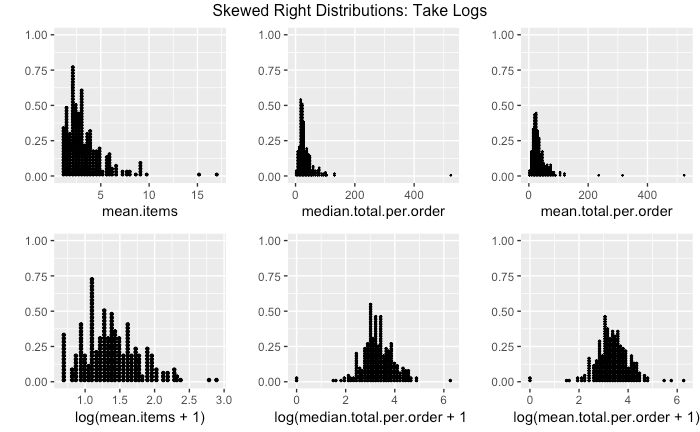 Skewed Right Distributions: Take Logs
1.00
0.75
0.50
0.25
0.00
5 10 15
mean.items
1.00
0.75
0.50
0.25
0.00
0 200 400
median.total.per.order
1.00
0.75
0.50
0.25
0.00
0 200 400
mean.total.per.order
1.00
0.75
0.50
0.25
0.00
1.0 1.5 2.0 2.5 3.0
log(mean.items + 1)
1.00
0.75
0.50
0.25
0.00
0 2 4 6
log(median.total.per.order + 1
1.00
0.75
0.50
0.25
0.00
0 2 4 6
log(mean.total.per.order + 1)